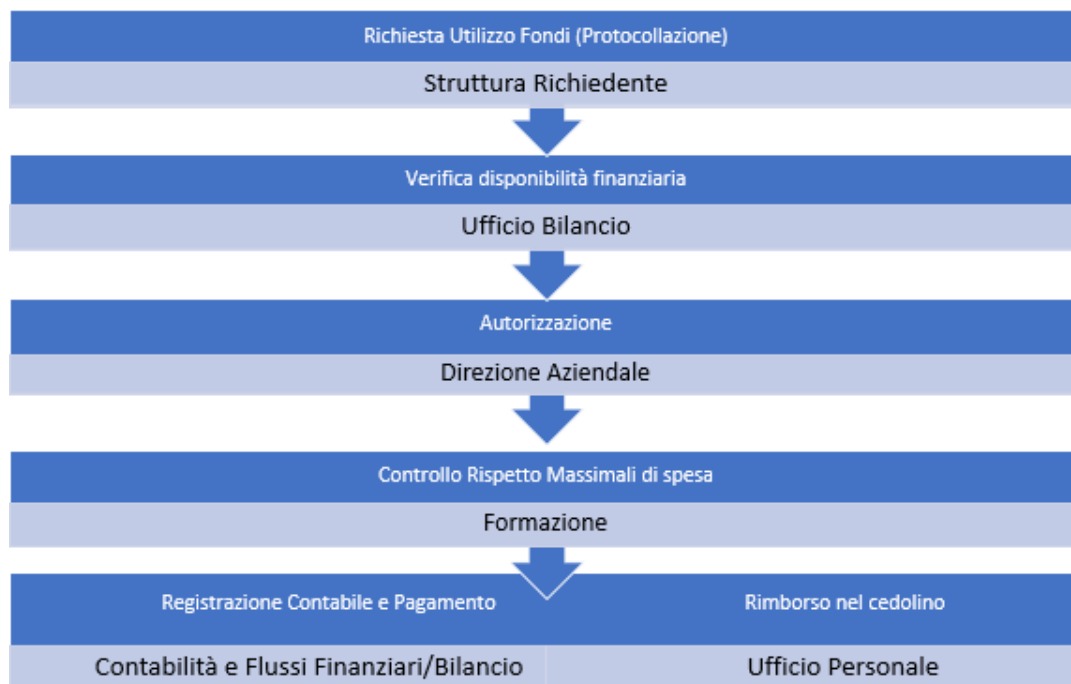 Richiesta Utilizzo Fondi (Protocollazione)
Struttura Richiedente
Verifica disponibilità finanziaria
Ufficio Bilancio
Autorizzazione
Direzione Aziendale
Controllo Rispetto Massimali di spesa
Formazione
Registrazione Contabile e Pagamento
Rimborso nel cedolino
Contabilità e Flussi Finanziari/Bilancio
Ufficio Personale